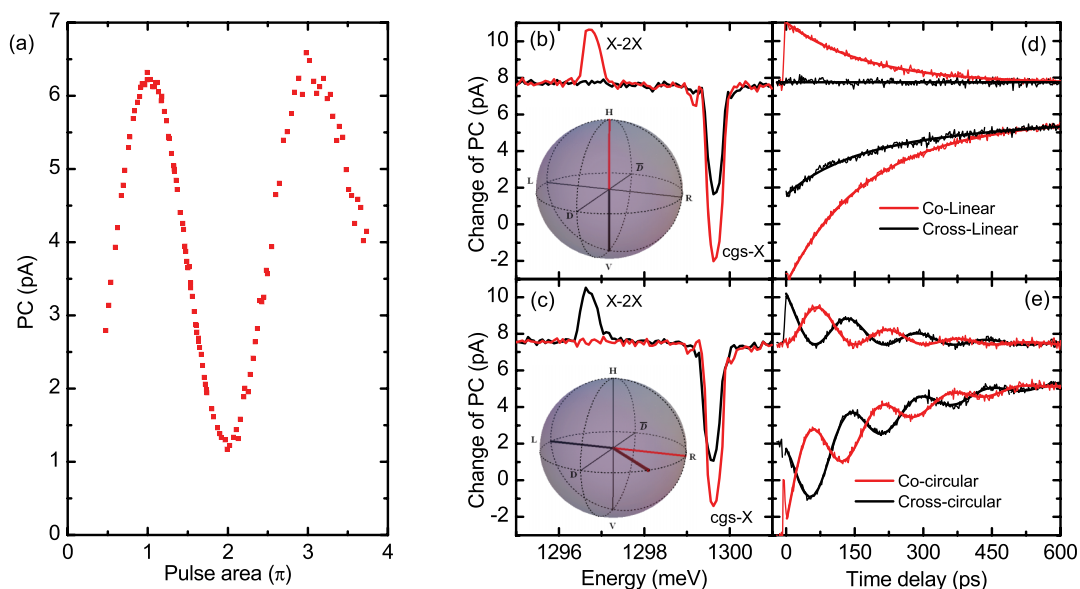 (a)
7
6
5
4
3
2
1
0
PC (pA)
0 1 2 3 4
Pulse area (π)
(b)
X-2X
10
8
6
4
2
0
-2
Change of PC (pA)
H
L
D̅
D
R
V
cgs-X
(d)
Co-Linear
Cross-Linear
(c)
X-2X
10
8
6
4
2
0
-2
Change of PC (pA)
H
L
D̅
D
R
V
cgs-X
1296 1298 1300
Energy (meV)
(e)
Co-circular
Cross-circular
0 150 300 450 600
Time delay (ps)